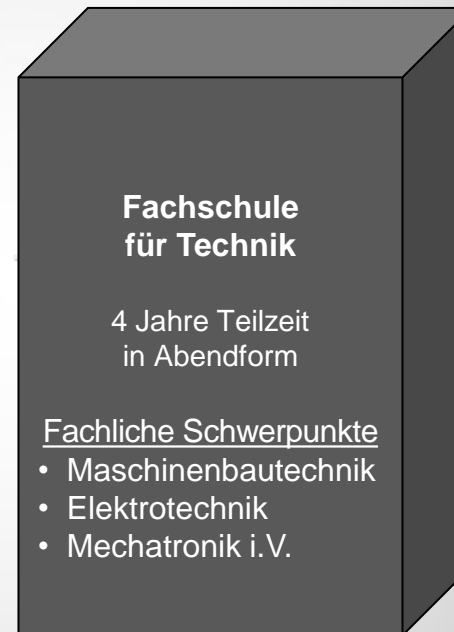 Fachschule
für Technik
4 Jahre Teilzeit
in Abendform
Fachliche Schwerpunkte
• Maschinenbautechnik
• Elektrotechnik
• Mechatronik i.V.